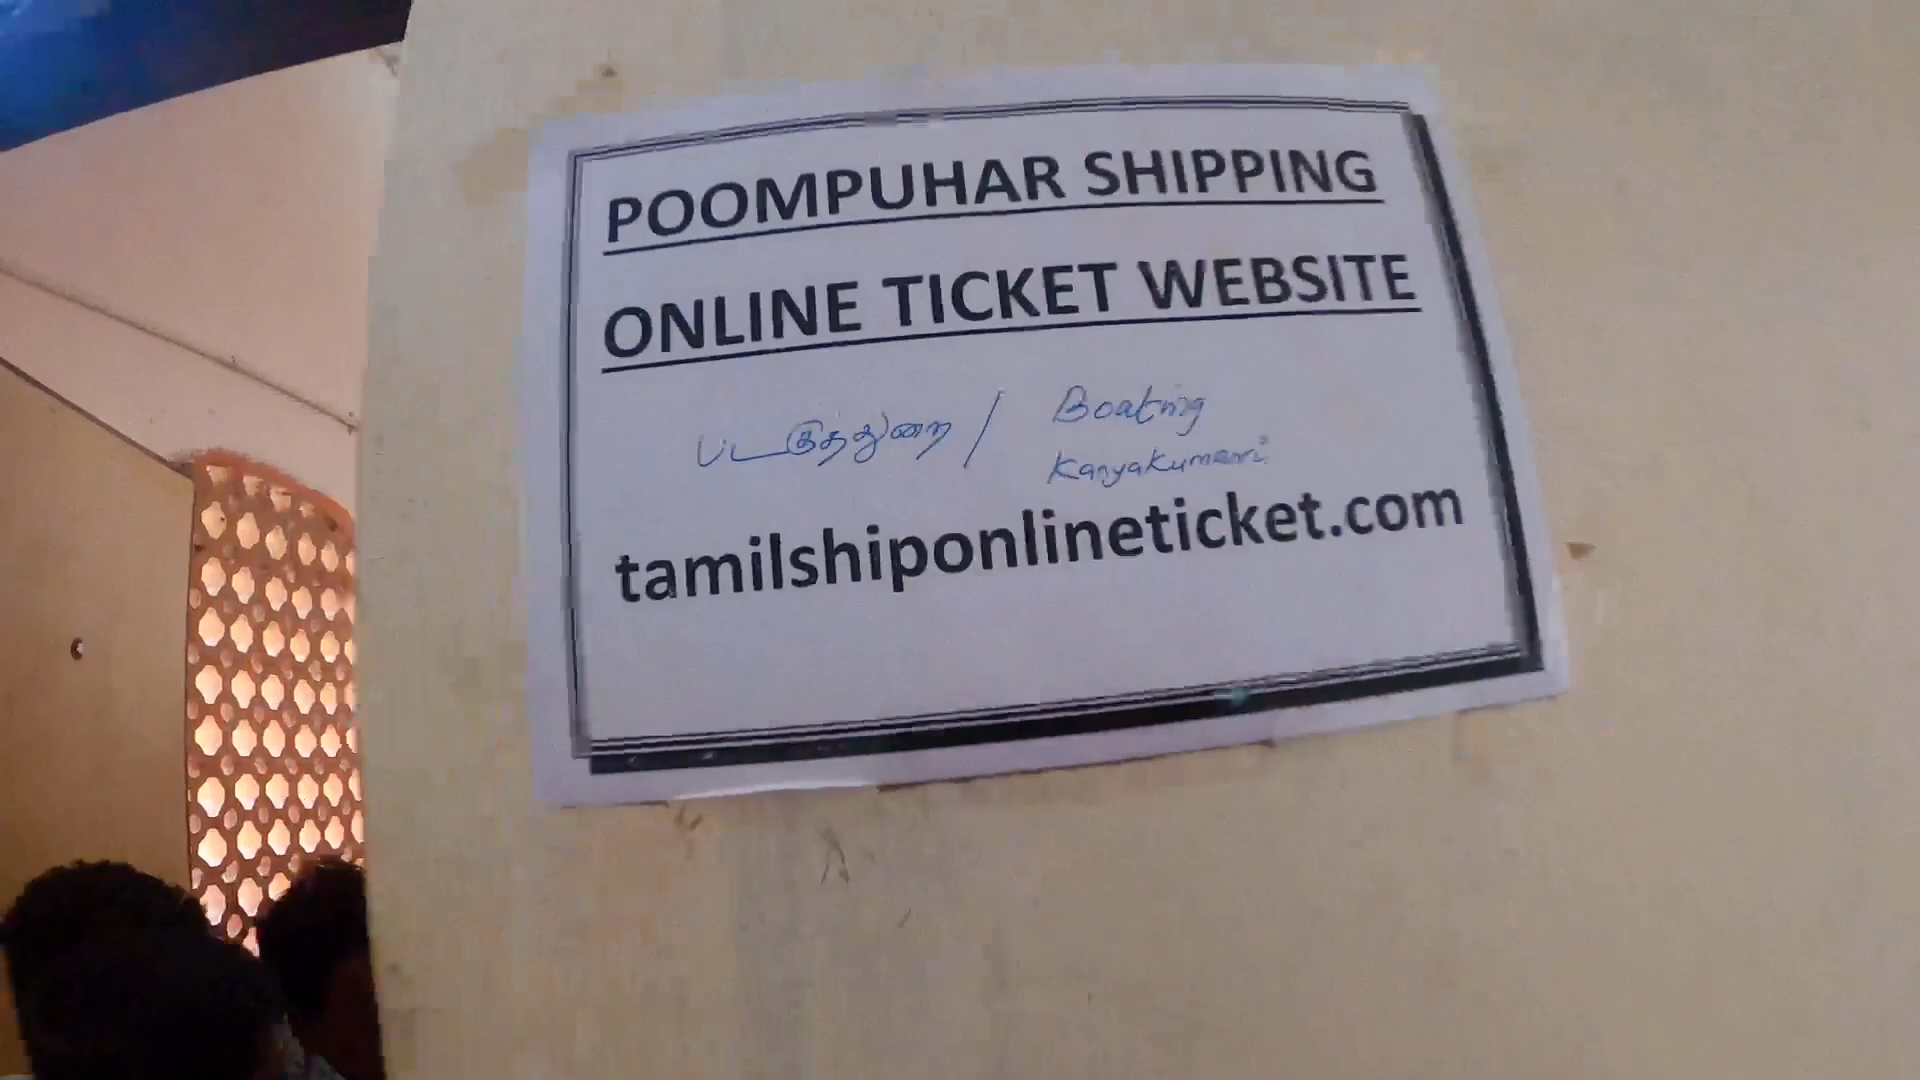 POOMPUHAR SHIPPING
ONLINE TICKET WEBSITE
படகுத்துறை / Boating
Kanyakumari
tamilshiponlineticket.com